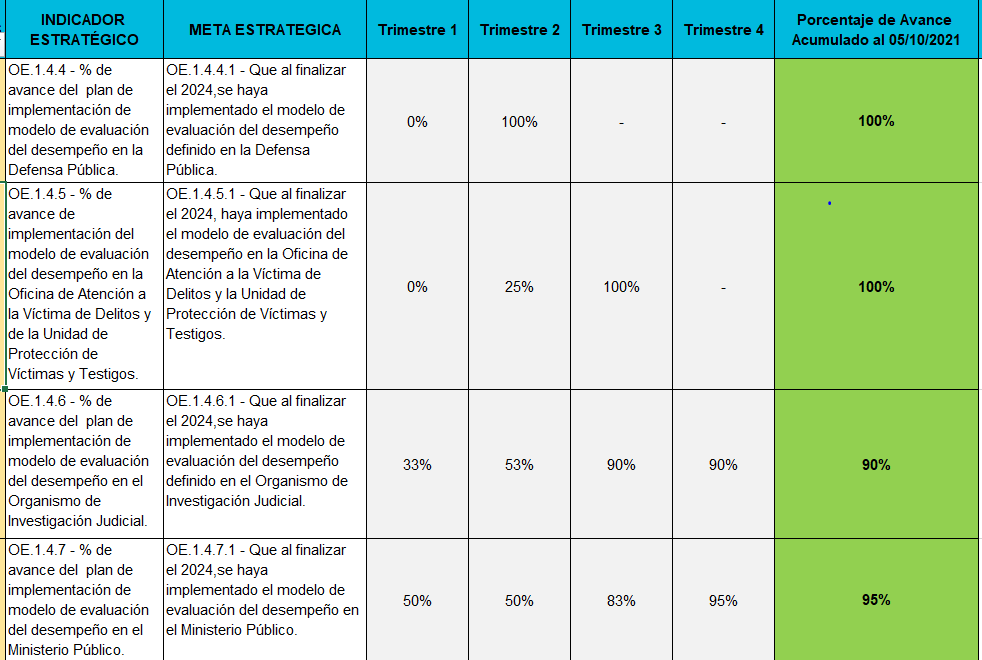 INDICADOR
ESTRATÉGICO
META ESTRATEGICA
Trimestre 1
Trimestre 2
Trimestre 3
Trimestre 4
Porcentaje de Avance
Acumulado al 05/10/2021
OE.1.4.4 - % de
avance del  plan de
implementación de
modelo de evaluación
del desempeño en la
Defensa Pública.
OE.1.4.4.1 - Que al finalizar
el 2024,se haya
implementado el modelo de
evaluación del desempeño
definido en la Defensa
Pública.
0%
100%
-
-
100%
OE.1.4.5 - % de
avance de
implementación del
modelo de evaluación
del desempeño en la
Oficina de Atención a
la Víctima de Delitos y
de la Unidad de
Protección de
Víctimas y Testigos.
OE.1.4.5.1 - Que al finalizar
el 2024, haya implementado
el modelo de evaluación del
desempeño en la Oficina de
Atención a la Víctima de
Delitos y la Unidad de
Protección de Víctimas y
Testigos.
0%
25%
100%
-
100%
OE.1.4.6 - % de
avance del  plan de
implementación de
modelo de evaluación
del desempeño en el
Organismo de
Investigación Judicial.
OE.1.4.6.1 - Que al finalizar
el 2024,se haya
implementado el modelo de
evaluación del desempeño
definido en el Organismo de
Investigación Judicial.
33%
53%
90%
90%
90%
OE.1.4.7 - % de
avance del  plan de
implementación de
modelo de evaluación
del desempeño en el
Ministerio Público.
OE.1.4.7.1 - Que al finalizar
el 2024,se haya
implementado el modelo de
evaluación del desempeño en
el Ministerio Público.
50%
50%
83%
95%
95%